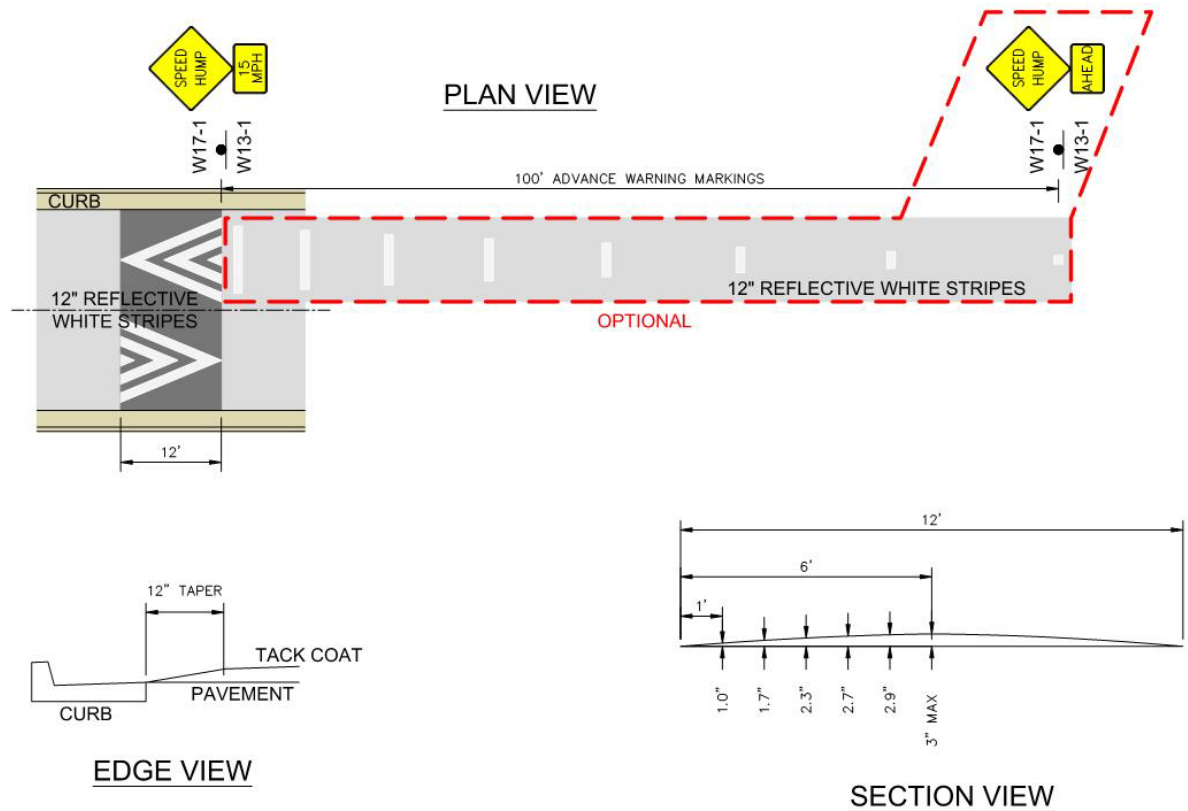 SPEED
HUMP
15
MPH
W17-1
W13-1
PLAN VIEW
SPEED
HUMP
AHEAD
W17-1
W13-1
100' ADVANCE WARNING MARKINGS
CURB
12" REFLECTIVE
WHITE STRIPES
12" REFLECTIVE WHITE STRIPES
OPTIONAL
12'
12" TAPER
TACK COAT
PAVEMENT
CURB
EDGE VIEW
12'
6'
1'
1.0"
1.7"
2.3"
2.7"
2.9"
3" MAX
SECTION VIEW